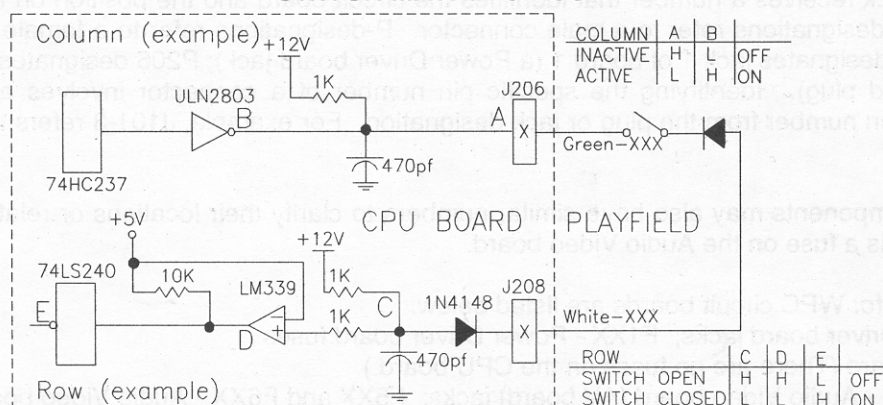 Column (example)
+12V
1K
ULN2803
B
J206
A
X
74HC237
470pf
COLUMN A B
INACTIVE H L OFF
ACTIVE L H ON
Green-XXX
CPU BOARD
PLAYFIELD
+5V
+12V
74LS240
10K
LM339
1K
C
1N4148
J208
E
D
- +
1K
X
White-XXX
470pf
Row (example)
ROW C D E
SWITCH OPEN H H L OFF
SWITCH CLOSED L L H ON